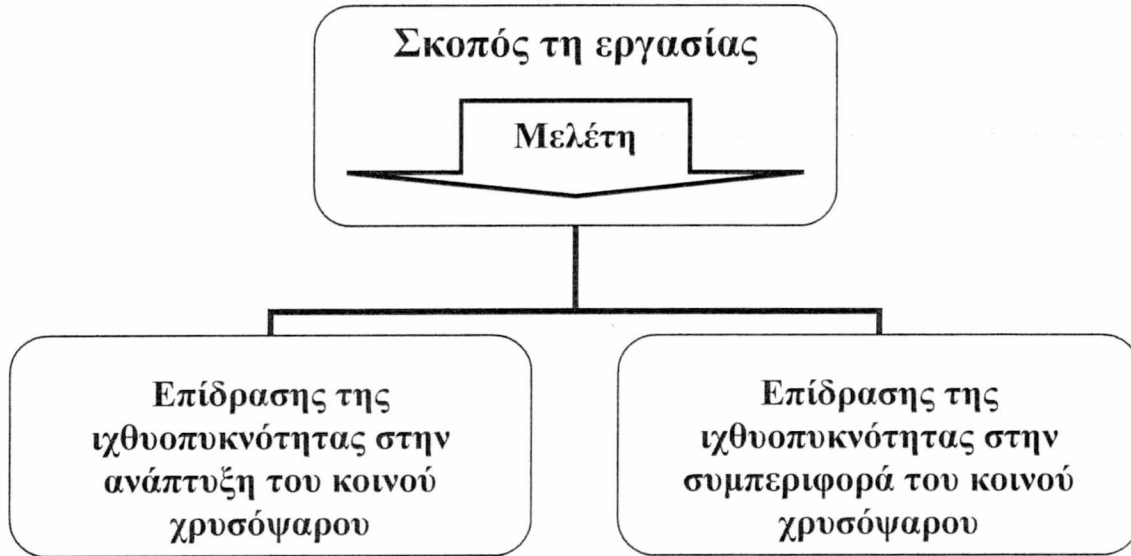 Σκοπός τη εργασίας
Μελέτη
Επίδρασης της
ιχθυοπυκνότητας στην
ανάπτυξη του κοινού
χρυσόψαρου
Επίδρασης της
ιχθυοπυκνότητας στην
συμπεριφορά του κοινού
χρυσόψαρου